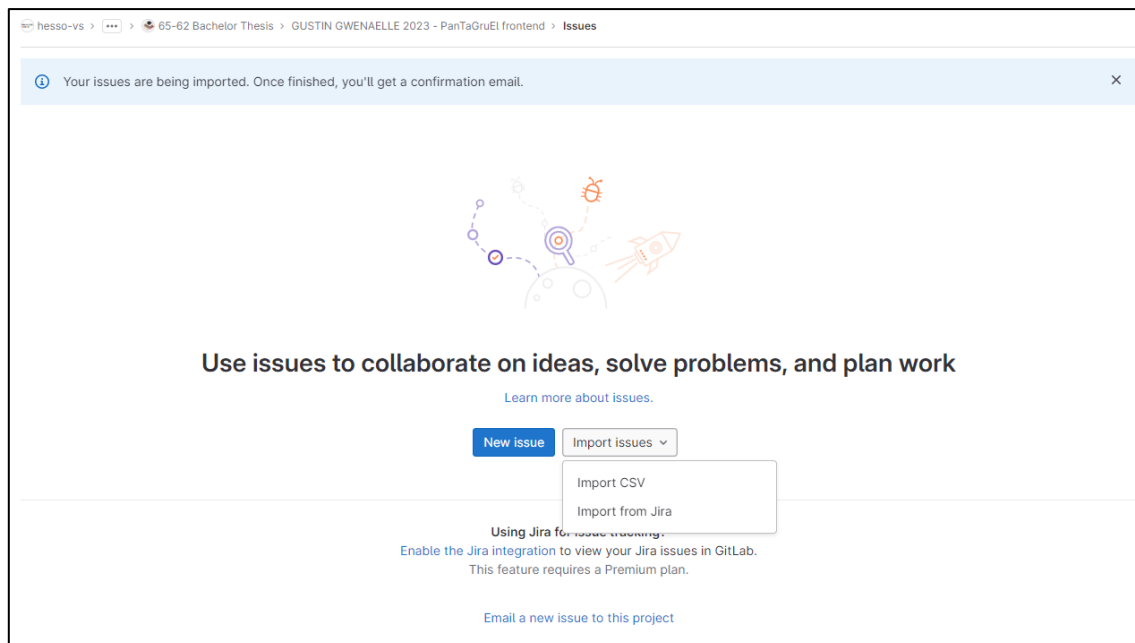 hesso-vs > ••• > 65-62 Bachelor Thesis > GUSTIN GWENAELLE 2023 - PanTaGruEl frontend > Issues
Your issues are being imported. Once finished, you'll get a confirmation email.
Use issues to collaborate on ideas, solve problems, and plan work
Learn more about issues.
New issue Import issues
Import CSV
Import from Jira
Using Jira for issue tracking?
Enable the Jira integration to view your Jira issues in GitLab.
This feature requires a Premium plan.
Email a new issue to this project